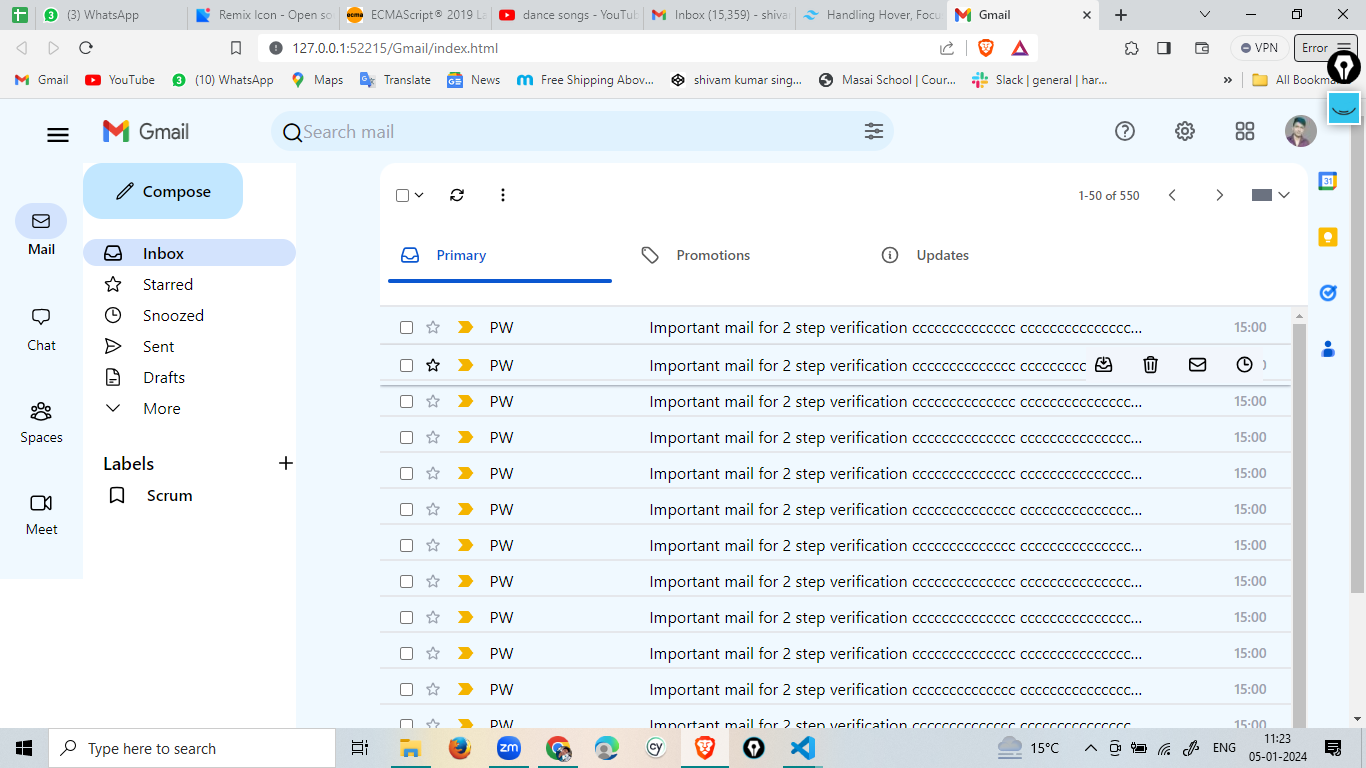 (3) WhatsApp
Remix Icon - Open so
ecma ECMAScript® 2019 La
dance songs - YouTub
Inbox (15,359) - shiva
Handling Hover, Focu
Gmail
127.0.0.1:52215/Gmail/index.html
VPN
Error
Gmail
YouTube
(10) WhatsApp
Maps
Translate
News
Free Shipping Abov...
shivam kumar sing...
Masai School | Cour...
Slack | general | har...
»
All Bookma
Gmail
Search mail
Compose
1-50 of 550
31
Mail
Inbox
Primary
Promotions
Updates
Starred
Snoozed
Chat
Sent
Drafts
More
Spaces
Labels
Scrum
Meet
PW Important mail for 2 step verification cccccccccccccc ccccccccccccccc... 15:00
PW Important mail for 2 step verification cccccccccccccc ccccccccc
PW Important mail for 2 step verification cccccccccccccc ccccccccccccccc... 15:00
PW Important mail for 2 step verification cccccccccccccc ccccccccccccccc... 15:00
PW Important mail for 2 step verification cccccccccccccc ccccccccccccccc... 15:00
PW Important mail for 2 step verification cccccccccccccc ccccccccccccccc... 15:00
PW Important mail for 2 step verification cccccccccccccc ccccccccccccccc... 15:00
PW Important mail for 2 step verification cccccccccccccc ccccccccccccccc... 15:00
PW Important mail for 2 step verification cccccccccccccc ccccccccccccccc... 15:00
PW Important mail for 2 step verification cccccccccccccc ccccccccccccccc... 15:00
PW Important mail for 2 step verification cccccccccccccc ccccccccccccccc... 15:00
PW Important mail for 2 step verification cccccccccccccc ccccccccccccccc... 15:00
Type here to search
zm
cy
15°C
ENG
11:23
05-01-2024